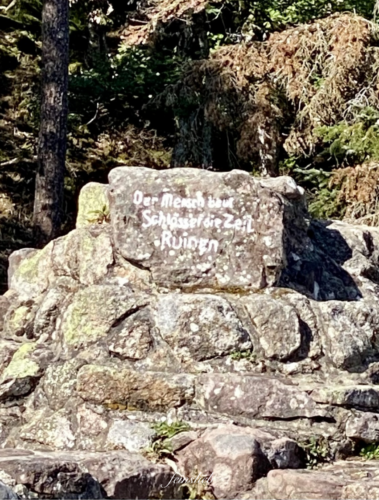 Der Mensch baut
Schlösser die Zeit
Ruinen